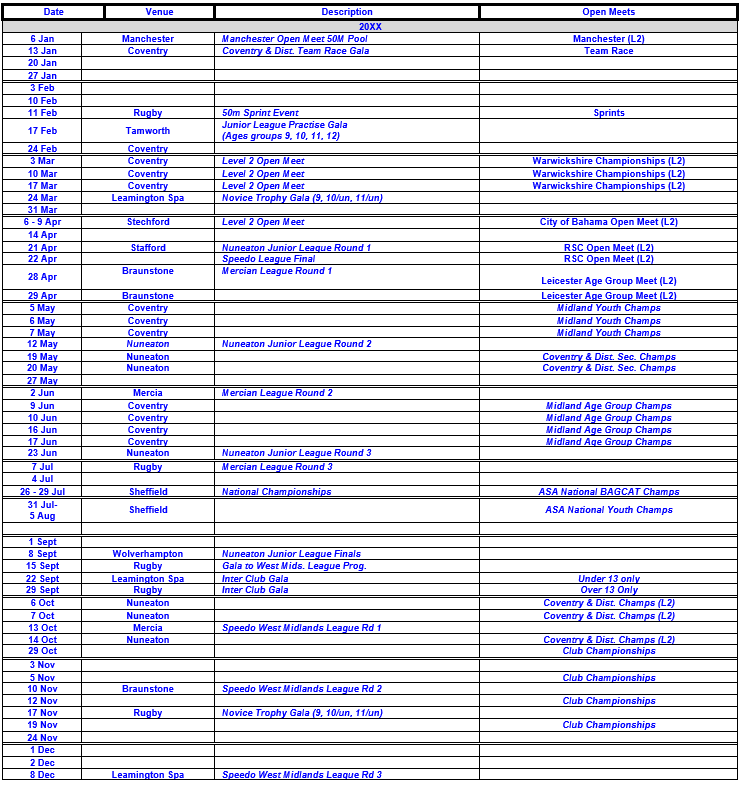 Date Venue Description Open Meets
20XX
6 Jan Manchester Manchester Open Meet 50M Pool Manchester (L2)
13 Jan Coventry Coventry & Dist. Team Race Gala Team Race
20 Jan
27 Jan
3 Feb
10 Feb
11 Feb Rugby 50m Sprint Event Sprints
17 Feb Tamworth Junior League Practise Gala
(Ages groups 9, 10, 11, 12)
24 Feb Coventry
3 Mar Coventry Level 2 Open Meet Warwickshire Championships (L2)
10 Mar Coventry Level 2 Open Meet Warwickshire Championships (L2)
17 Mar Coventry Level 2 Open Meet Warwickshire Championships (L2)
24 Mar Leamington Spa Novice Trophy Gala (9, 10/un, 11/un)
31 Mar
6 - 9 Apr Stechford Level 2 Open Meet City of Bahama Open Meet (L2)
14 Apr
21 Apr Stafford Nuneaton Junior League Round 1 RSC Open Meet (L2)
22 Apr Speedo League Final RSC Open Meet (L2)
28 Apr Braunstone Mercian League Round 1 Leicester Age Group Meet (L2)
29 Apr Braunstone Leicester Age Group Meet (L2)
5 May Coventry Midland Youth Champs
6 May Coventry Midland Youth Champs
7 May Coventry Midland Youth Champs
12 May Nuneaton Nuneaton Junior League Round 2
19 May Nuneaton Coventry & Dist. Sec. Champs
20 May Nuneaton Coventry & Dist. Sec. Champs
27 May
2 Jun Mercia Mercian League Round 2
9 Jun Coventry Midland Age Group Champs
10 Jun Coventry Midland Age Group Champs
16 Jun Coventry Midland Age Group Champs
17 Jun Coventry Midland Age Group Champs
23 Jun Nuneaton Nuneaton Junior League Round 3
7 Jul Rugby Mercian League Round 3
4 Jul
26 - 29 Jul Sheffield National Championships ASA National BAGCAT Champs
31 Jul-
5 Aug Sheffield ASA National Youth Champs
1 Sept
8 Sept Wolverhampton Nuneaton Junior League Finals
15 Sept Rugby Gala to West Mids. League Prog.
22 Sept Leamington Spa Inter Club Gala Under 13 only
29 Sept Rugby Inter Club Gala Over 13 Only
6 Oct Nuneaton Coventry & Dist. Champs (L2)
7 Oct Nuneaton Coventry & Dist. Champs (L2)
13 Oct Mercia Speedo West Midlands League Rd 1
14 Oct Nuneaton Coventry & Dist. Champs (L2)
29 Oct Club Championships
3 Nov
5 Nov Club Championships
10 Nov Braunstone Speedo West Midlands League Rd 2
12 Nov Club Championships
17 Nov Rugby Novice Trophy Gala (9, 10/un, 11/un)
19 Nov Club Championships
24 Nov
1 Dec
2 Dec
8 Dec Leamington Spa Speedo West Midlands League Rd 3